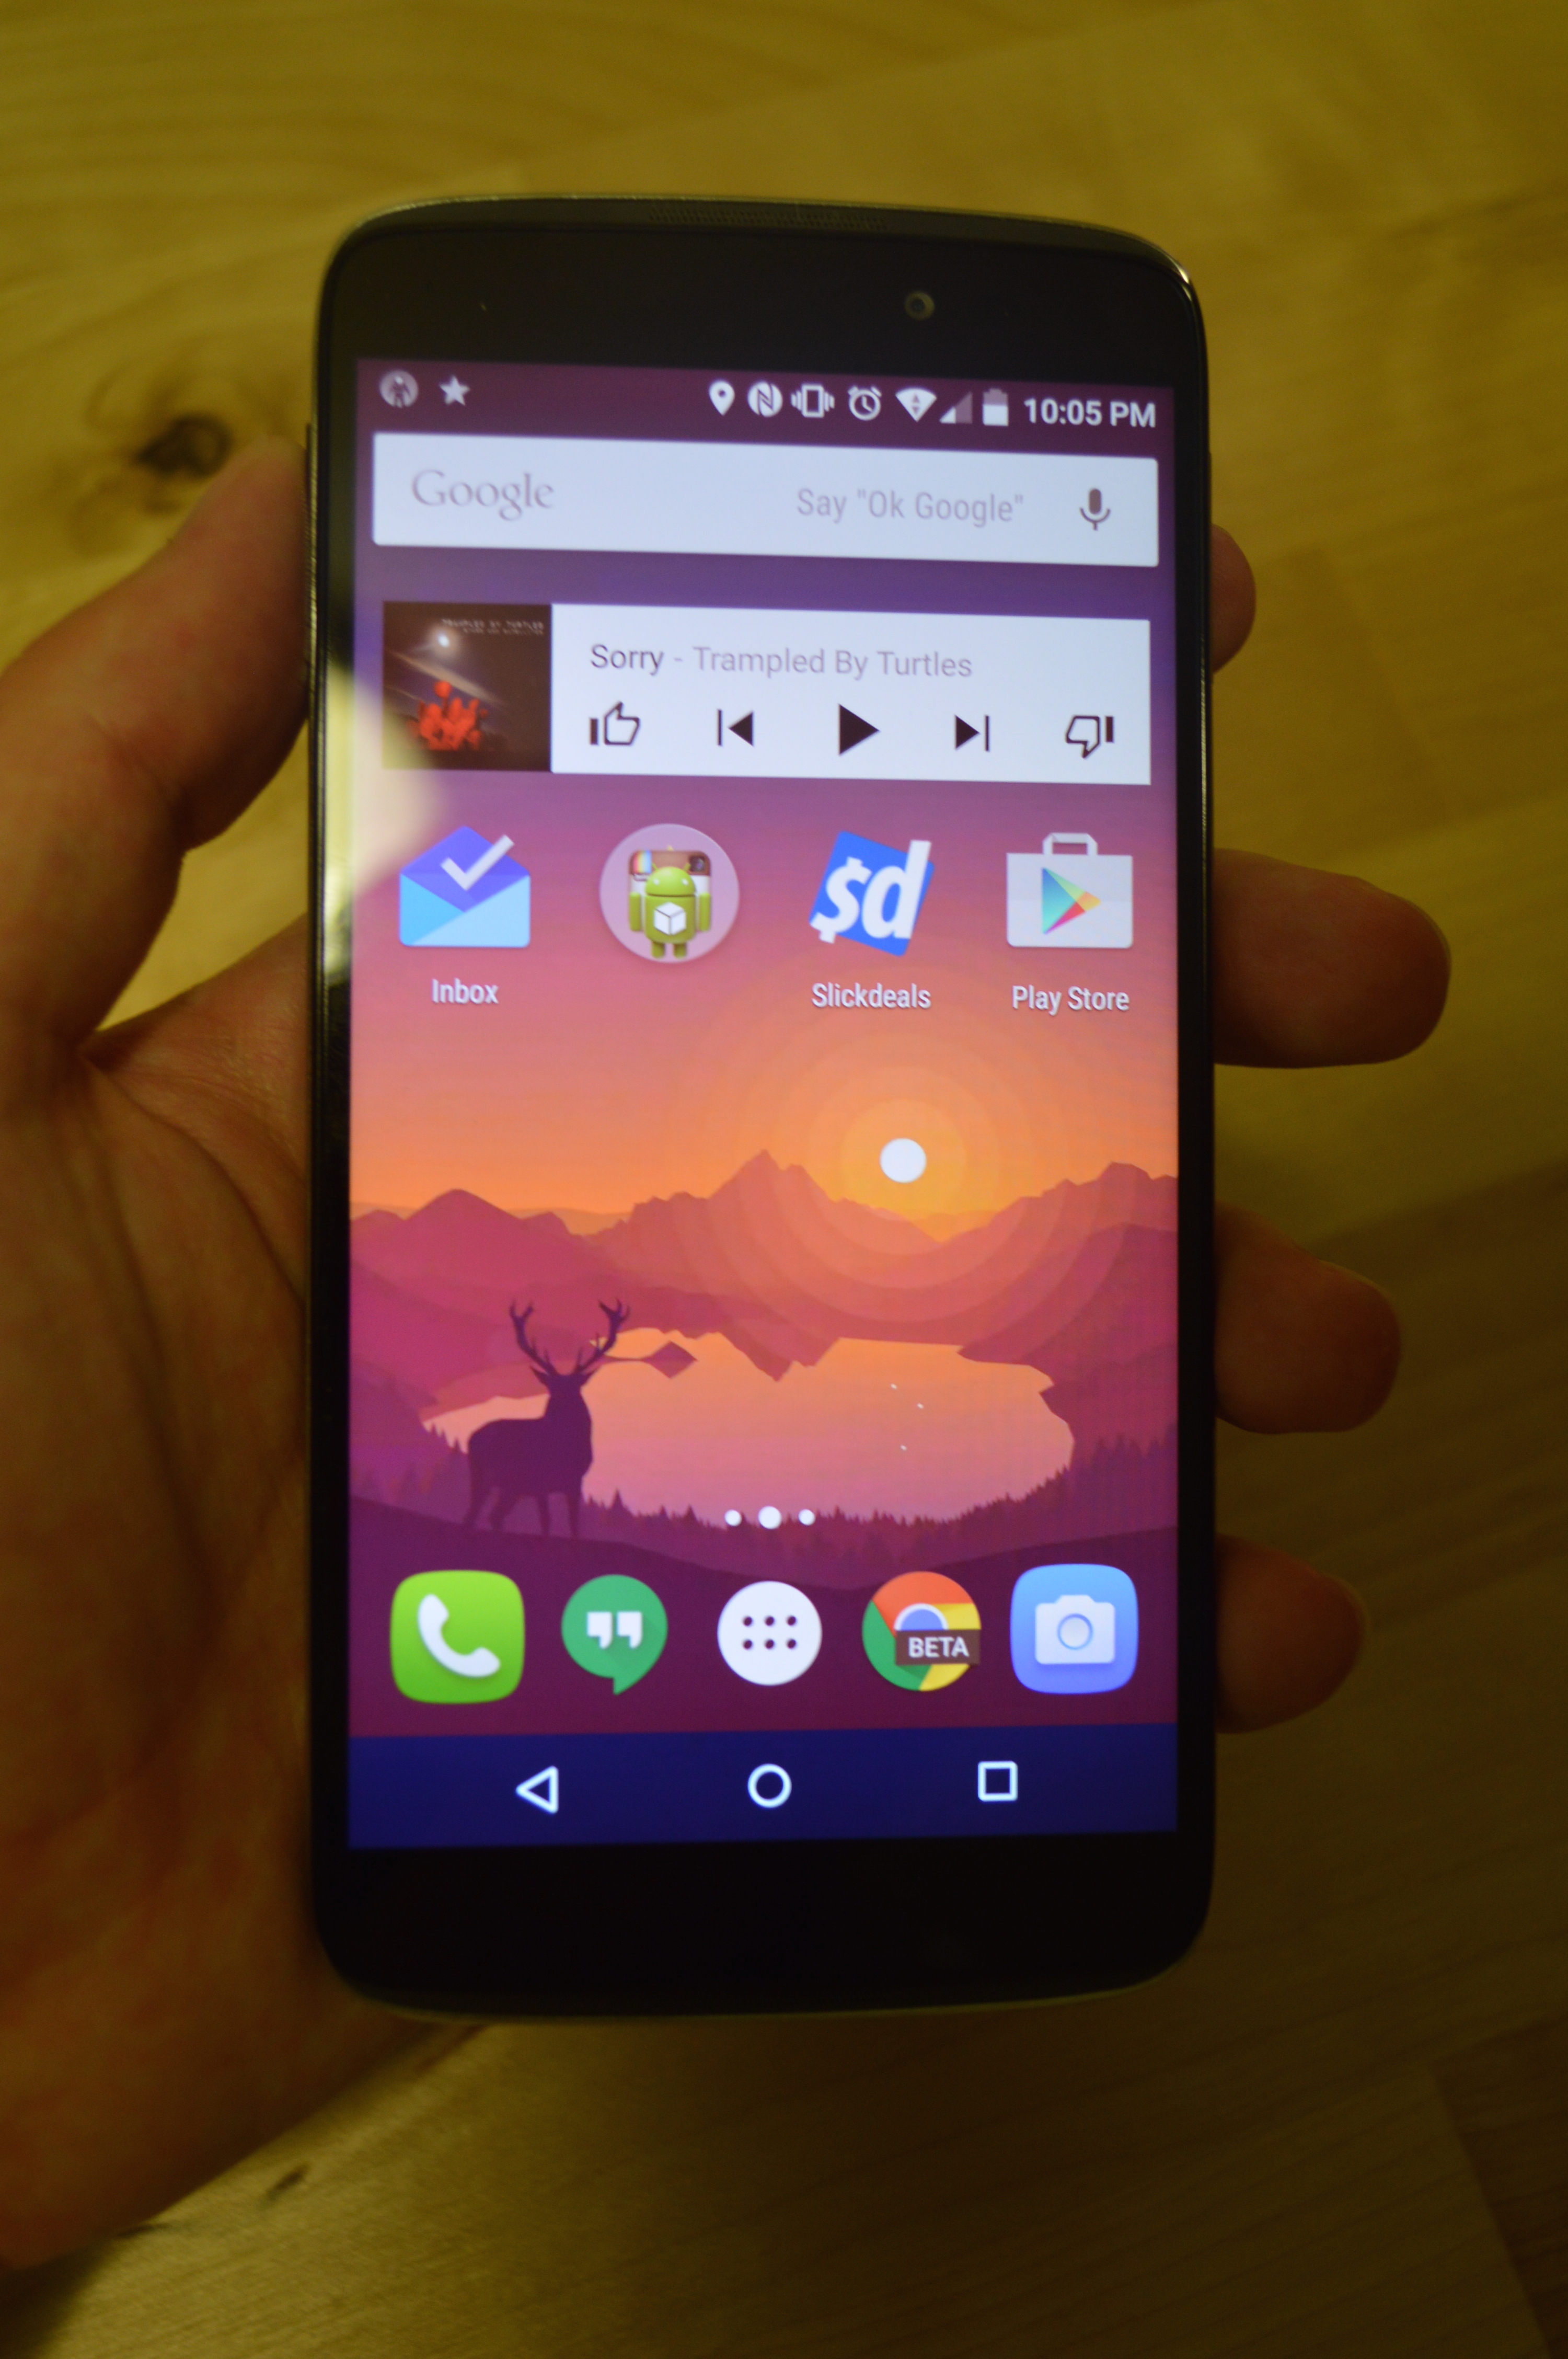 10:05 PM
Google Say "Ok Google"
TRAMPLED BY TURTLES
Sorry - Trampled By Turtles
$d
Inbox Slickdeals Play Store
BETA